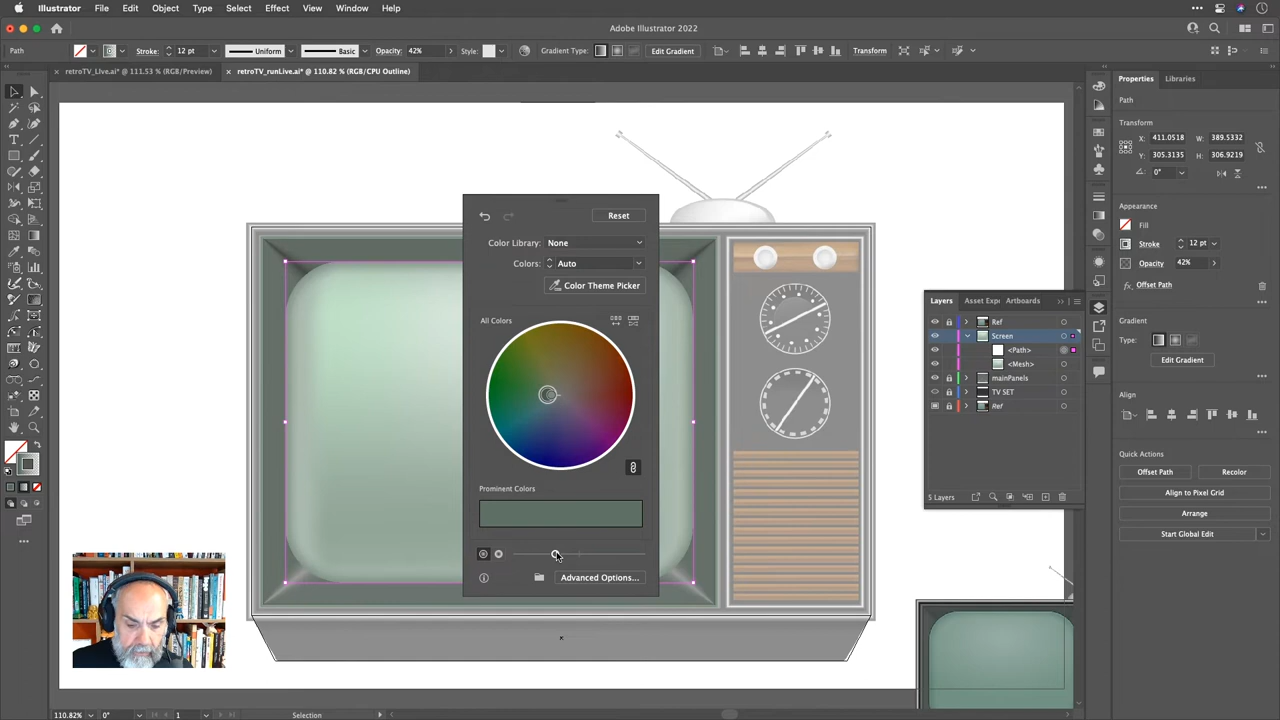 Illustrator File Edit Object Type Select Effect View Window Help
Adobe Illustrator 2022
Path Stroke: 12 pt Uniform Basic Opacity: 42% Style: Gradient Type: Edit Gradient Transform
× retroTV_LIve.ai* @ 111.53 % (RGB/Preview) × retroTV_runLive.ai* @ 110.82 % (RGB/CPU Outline)
Properties Libraries
Path
Transform
X: 411.0518 W: 389.5332
Y: 305.3135 H: 306.9219
0°
Appearance
Fill
Stroke 12 pt
Opacity 42%
fx. Offset Path
Gradient
Type:
Edit Gradient
Align
Quick Actions
Offset Path Recolor
Align to Pixel Grid
Arrange
Start Global Edit
Reset
Color Library: None
Colors: Auto
Color Theme Picker
All Colors
Prominent Colors
Advanced Options...
Layers Asset Expo Artboards
Ref
Screen
<Path>
<Mesh>
mainPanels
TV SET
Ref
5 Layers
110.82% 0° 1 Selection